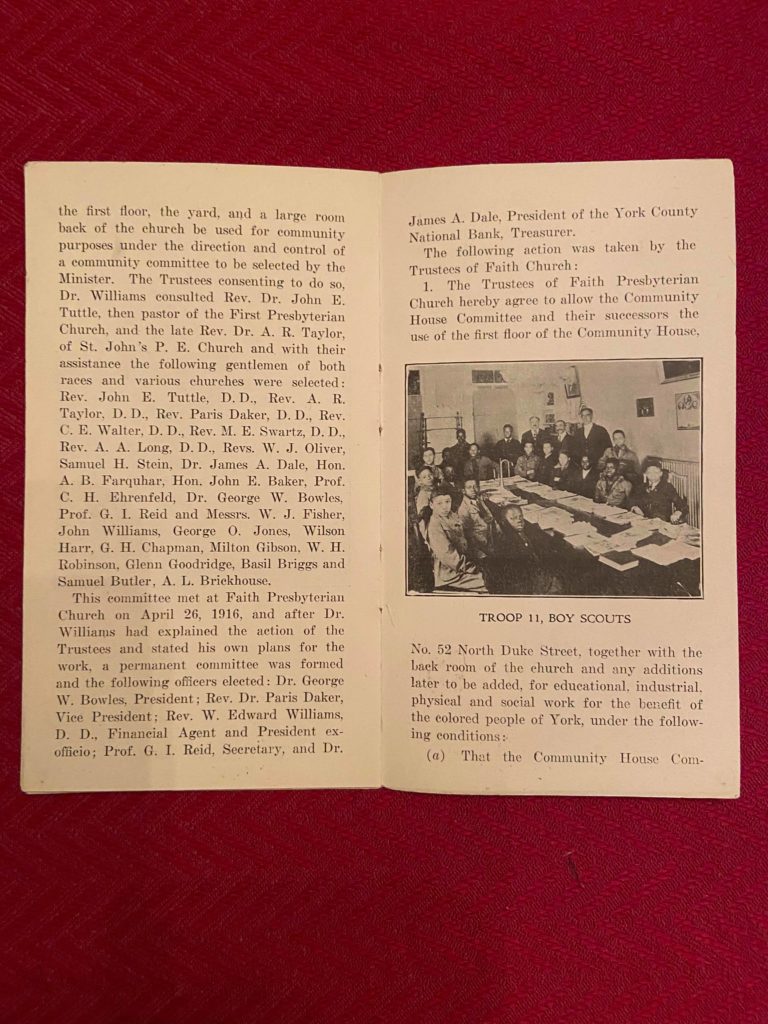 the first floor, the yard, and a large room
back of the church be used for community
purposes under the direction and control of
a community committee to be selected by the
Minister. The Trustees consenting to do so,
Dr. Williams consulted Rev. Dr. John E.
Tuttle, then pastor of the First Presbyterian
Church, and the late Rev. Dr. A. R. Taylor,
of St. John's P. E. Church and with their
assistance the following gentlemen of both
races and various churches were selected:
Rev. John E. Tuttle, D. D., Rev. A. R.
Taylor, D. D., Rev. Paris Daker, D. D., Rev.
C. E. Walter, D. D., Rev. M. E. Swartz, D. D.,
Rev. A. A. Long, D. D., Revs. W. J. Oliver,
Samuel H. Stein, Dr. James A. Dale, Hon.
A. B. Farquhar, Hon. John E. Baker, Prof.
C. H. Ehrenfeld, Dr. George W. Bowles,
Prof. G. I. Reid and Messrs. W. J. Fisher,
John Williams, George O. Jones, Wilson
Harr, G. H. Chapman, Milton Gibson, W. H.
Robinson, Glenn Goodridge, Basil Briggs and
Samuel Butler, A. L. Brickhouse.
This committee met at Faith Presbyterian
Church on April 26, 1916, and after Dr.
Williams had explained the action of the
Trustees and stated his own plans for the
work, a permanent committee was formed
and the following officers elected: Dr. George
W. Bowles, President; Rev. Dr. Paris Daker,
Vice President; Rev. W. Edward Williams,
D. D., Financial Agent and President ex-
officio; Prof. G. I. Reid, Secretary, and Dr.
James A. Dale, President of the York County
National Bank, Treasurer.
The following action was taken by the
Trustees of Faith Church:
1. The Trustees of Faith Presbyterian
Church hereby agree to allow the Community
House Committee and their successors the
use of the first floor of the Community House,
TROOP 11, BOY SCOUTS
No. 52 North Duke Street, together with the
back room of the church and any additions
later to be added, for educational, industrial,
physical and social work for the benefit of
the colored people of York, under the follow-
ing conditions:
(a) That the Community House Com-